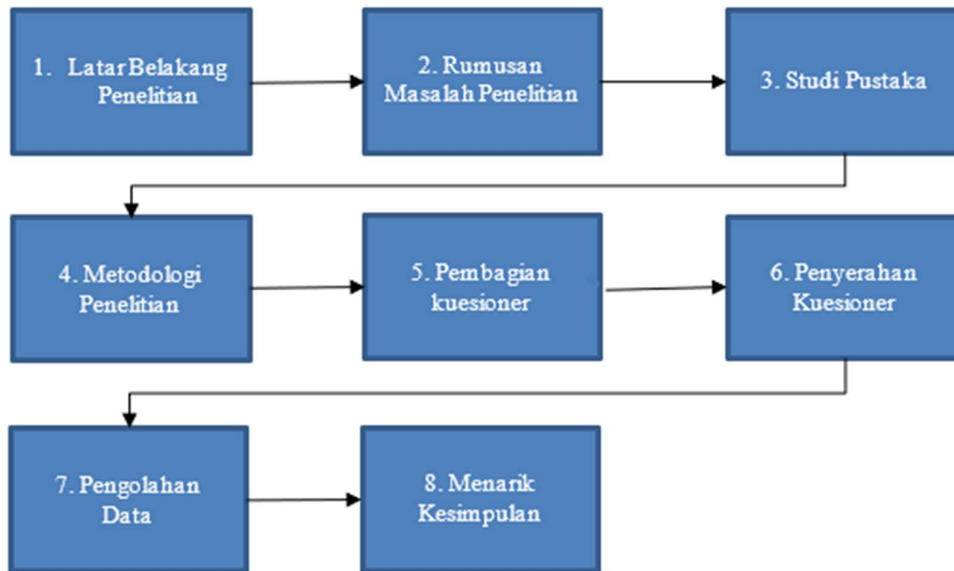 1. Latar Belakang
Penelitian
2. Rumusan
Masalah Penelitian
3. Studi Pustaka
4. Metodologi
Penelitian
5. Pembagian
kuesioner
6. Penyerahan
Kuesioner
7. Pengolahan
Data
8. Menarik
Kesimpulan